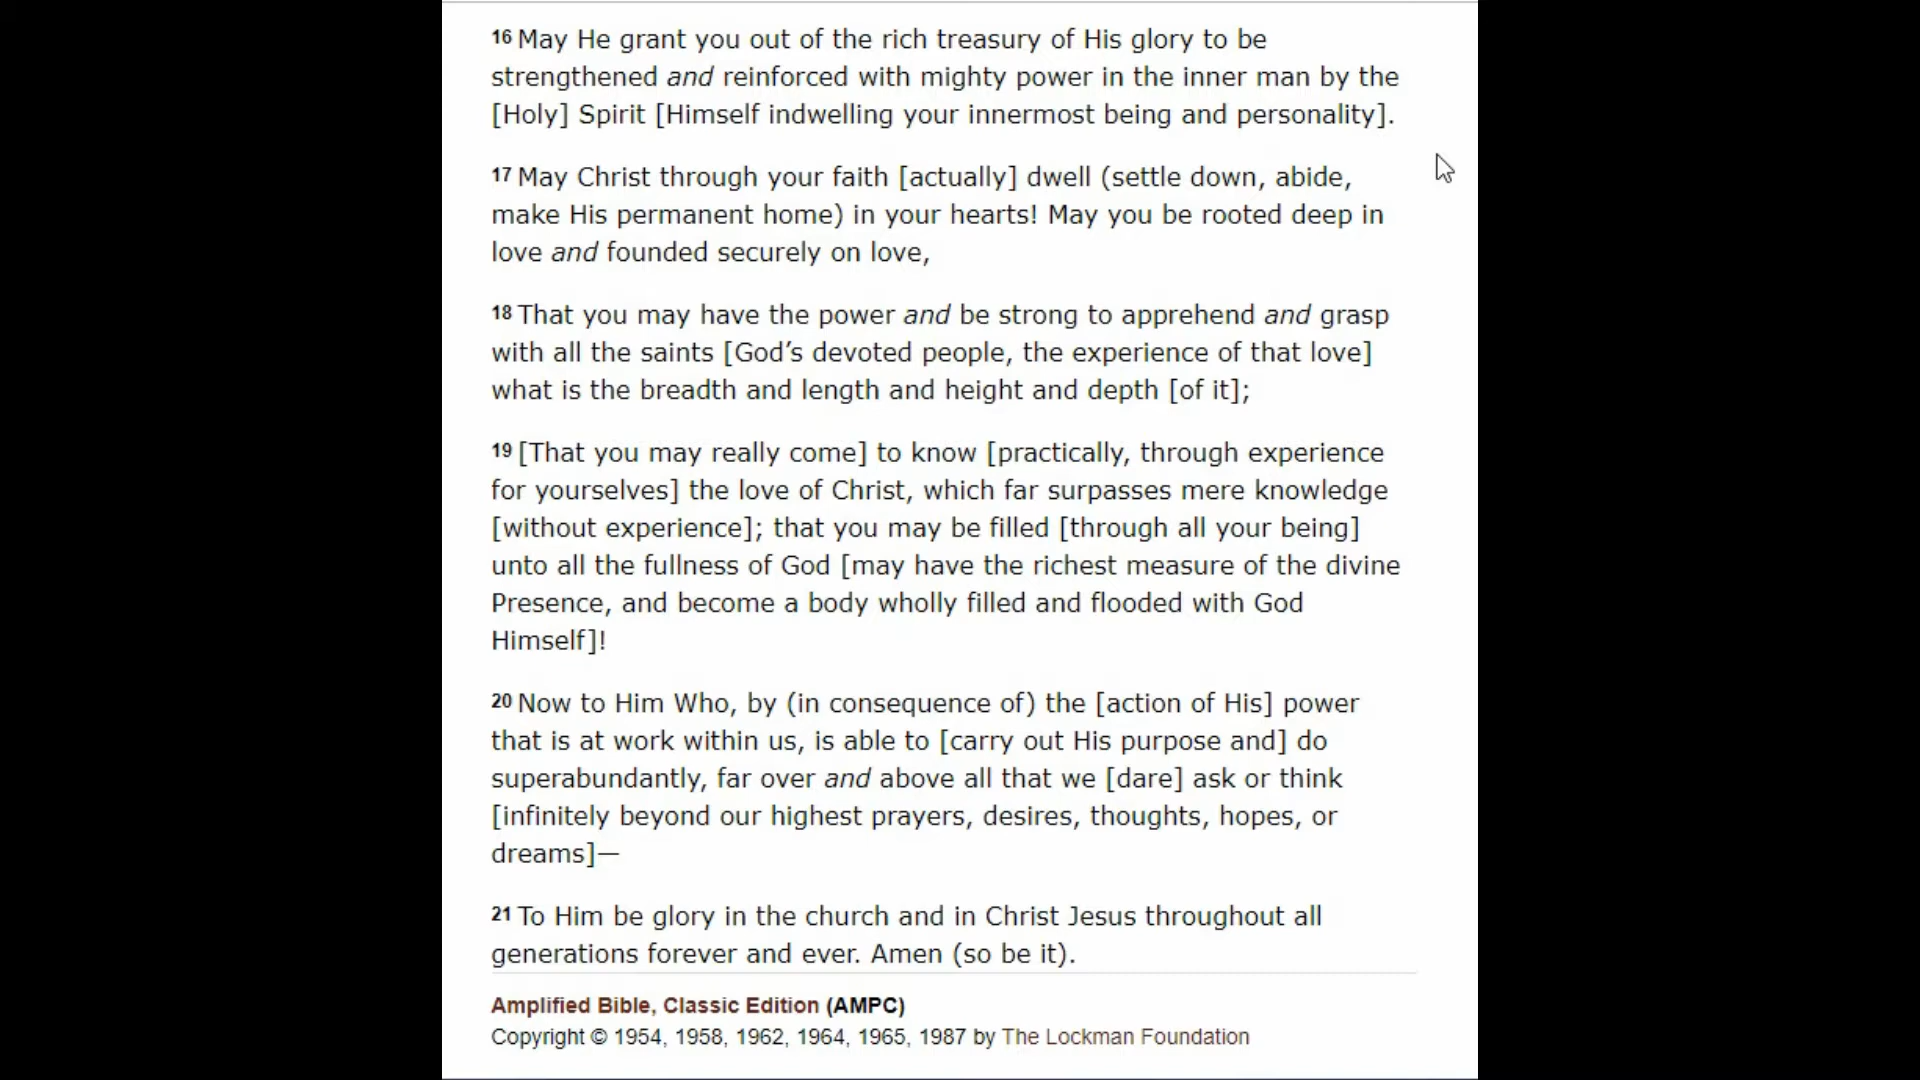 16 May He grant you out of the rich treasury of His glory to be
strengthened and reinforced with mighty power in the inner man by the
[Holy] Spirit [Himself indwelling your innermost being and personality].
17 May Christ through your faith [actually] dwell (settle down, abide,
make His permanent home) in your hearts! May you be rooted deep in
love and founded securely on love,
18 That you may have the power and be strong to apprehend and grasp
with all the saints [God’s devoted people, the experience of that love]
what is the breadth and length and height and depth [of it];
19 [That you may really come] to know [practically, through experience
for yourselves] the love of Christ, which far surpasses mere knowledge
[without experience]; that you may be filled [through all your being]
unto all the fullness of God [may have the richest measure of the divine
Presence, and become a body wholly filled and flooded with God
Himself]!
20 Now to Him Who, by (in consequence of) the [action of His] power
that is at work within us, is able to [carry out His purpose and] do
superabundantly, far over and above all that we [dare] ask or think
[infinitely beyond our highest prayers, desires, thoughts, hopes, or
dreams]—
21 To Him be glory in the church and in Christ Jesus throughout all
generations forever and ever. Amen (so be it).
Amplified Bible, Classic Edition (AMPC)
Copyright © 1954, 1958, 1962, 1964, 1965, 1987 by The Lockman Foundation